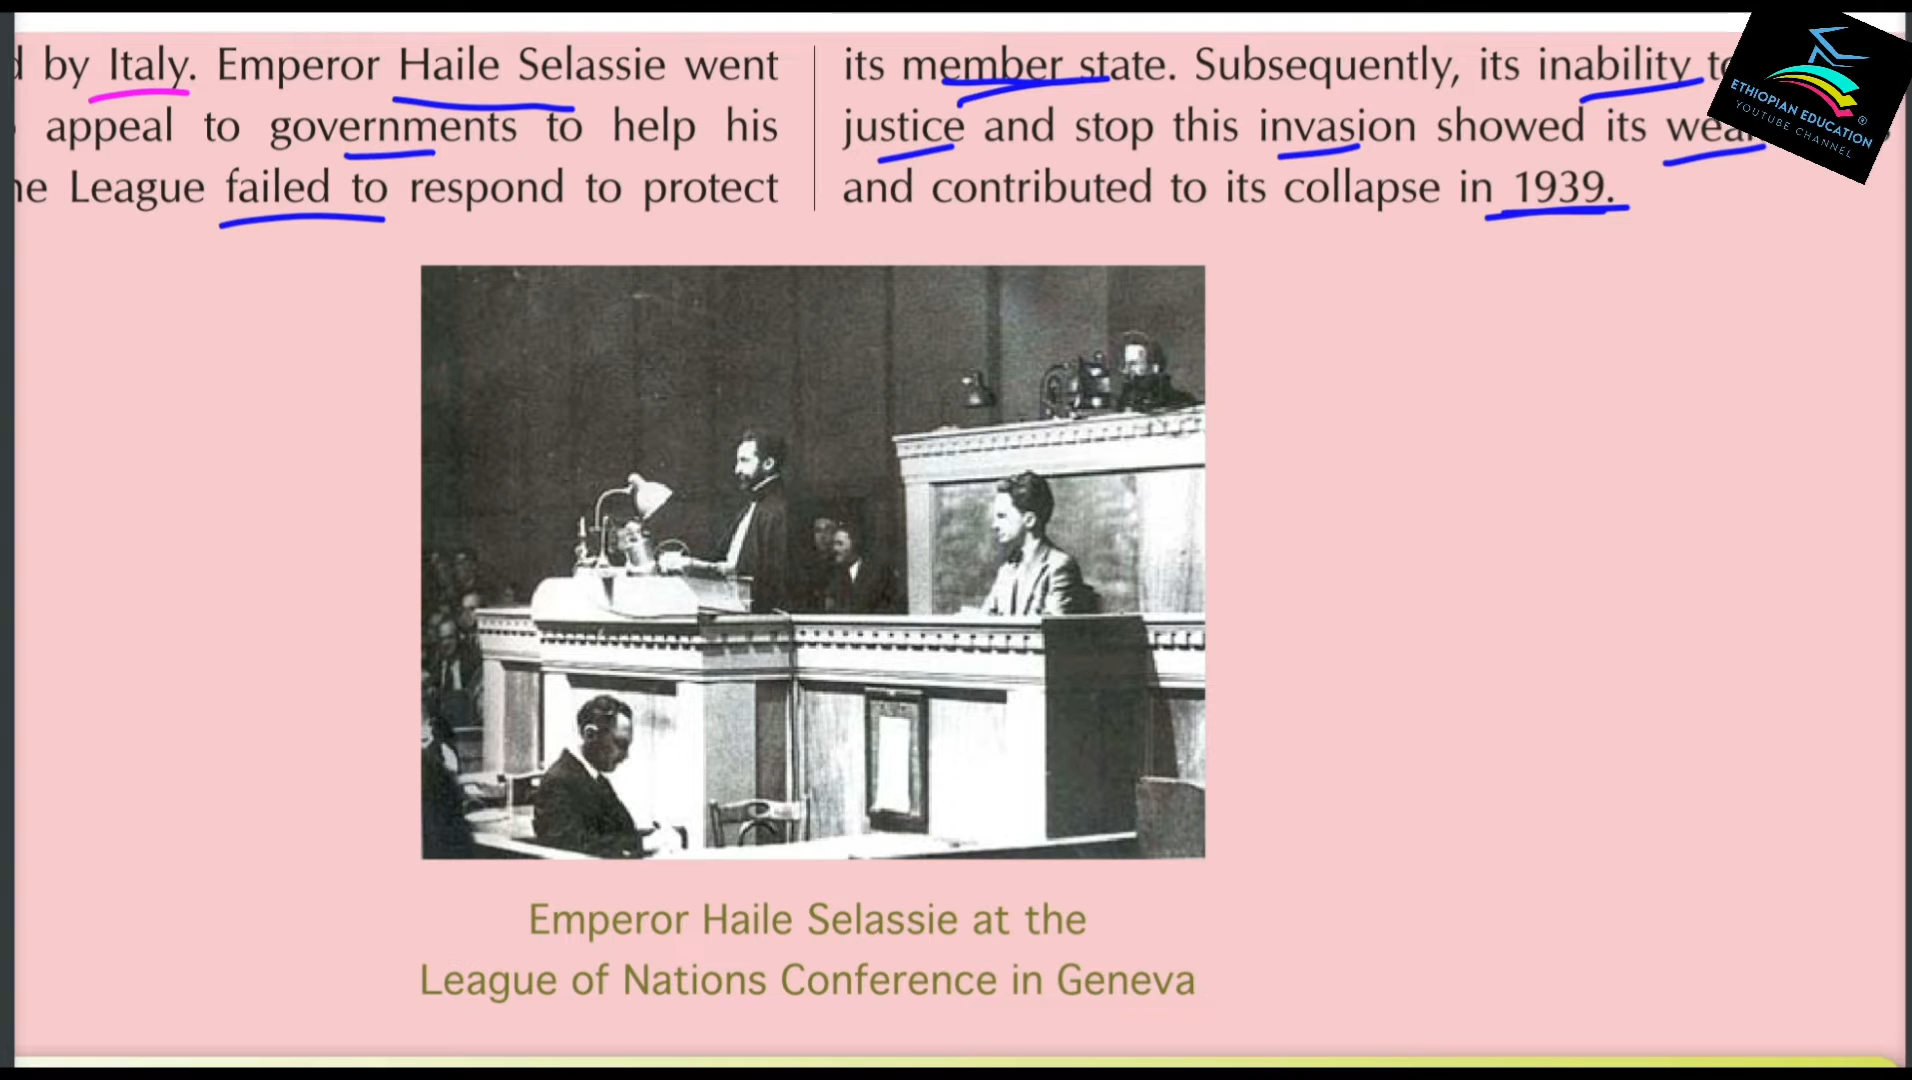 by Italy. Emperor Haile Selassie went
appeal to governments to help his
League failed to respond to protect
its member state. Subsequently, its inability
justice and stop this invasion showed its
and contributed to its collapse in 1939.
ETHIOPIAN EDUCATION
YOUTUBE CHANNEL
®
Emperor Haile Selassie at the
League of Nations Conference in Geneva